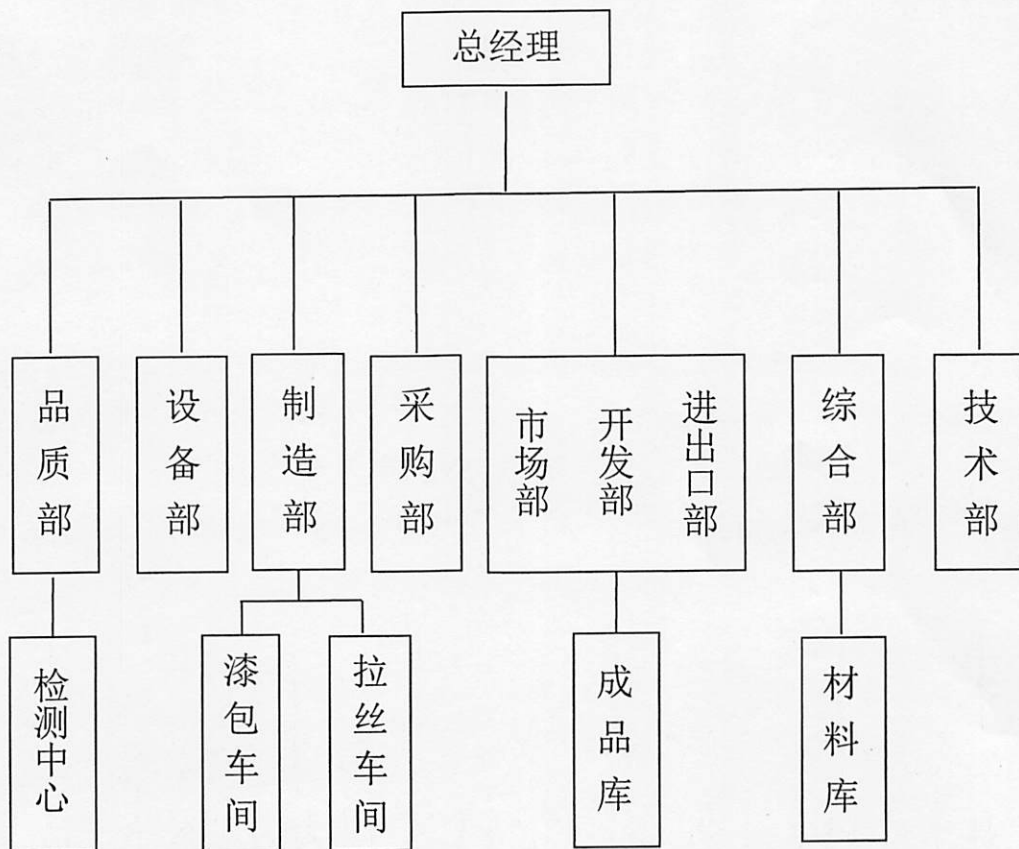 总经理
品质部
设备部
制造部
采购部
市场部
开发部
进出口部
综合部
技术部
检测中心
漆包车间
拉丝车间
成品库
材料库